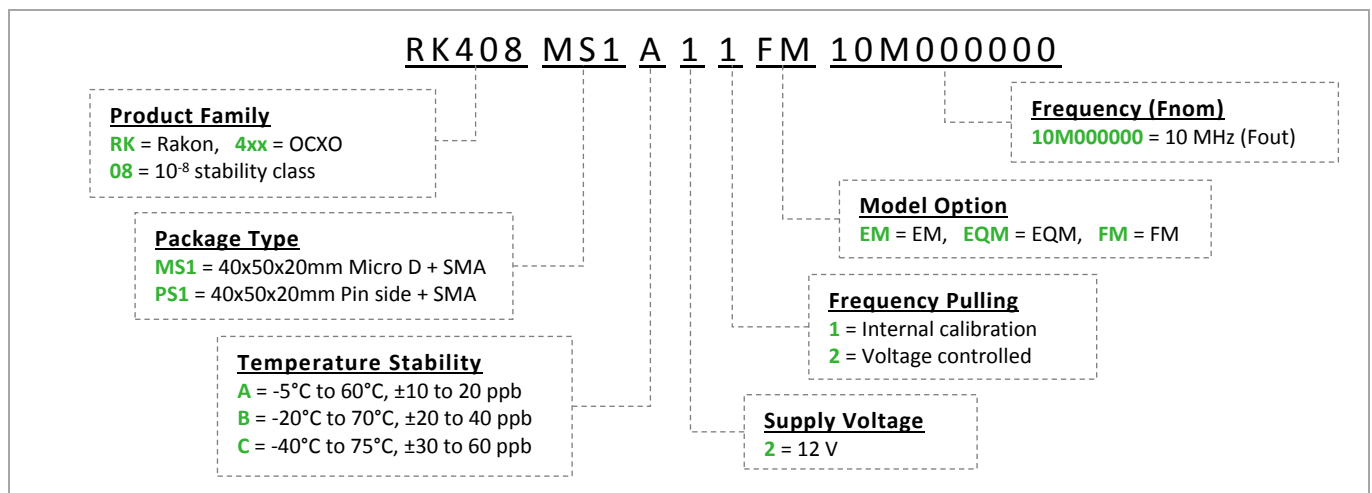 RK408 MS1 A 1 1 FM 10M000000
Product Family
RK = Rakon, 4xx = OCXO
08 = 10⁻⁸ stability class
Frequency (Fnom)
10M000000 = 10 MHz (Fout)
Package Type
MS1 = 40x50x20mm Micro D + SMA
PS1 = 40x50x20mm Pin side + SMA
Model Option
EM = EM, EQM = EQM, FM = FM
Temperature Stability
A = -5°C to 60°C, ±10 to 20 ppb
B = -20°C to 70°C, ±20 to 40 ppb
C = -40°C to 75°C, ±30 to 60 ppb
Frequency Pulling
1 = Internal calibration
2 = Voltage controlled
Supply Voltage
2 = 12 V